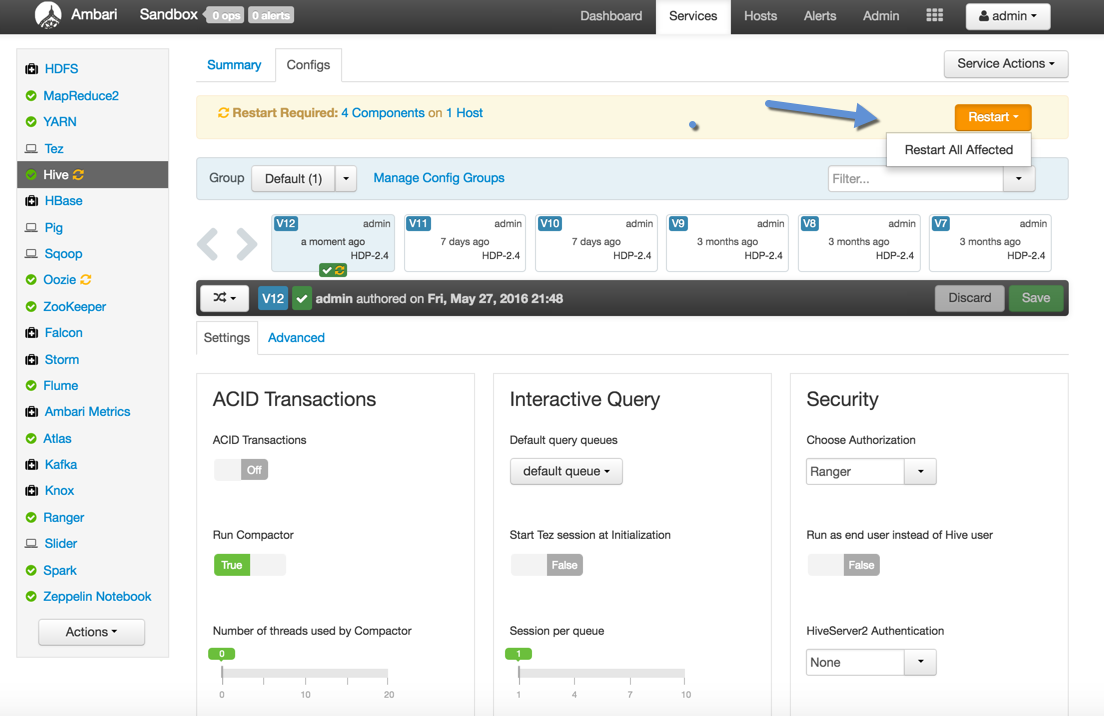 Ambari Sandbox 0 ops 0 alerts Dashboard Services Hosts Alerts Admin admin
HDFS
MapReduce2
YARN
Tez
Hive
HBase
Pig
Sqoop
Oozie
ZooKeeper
Falcon
Storm
Flume
Ambari Metrics
Atlas
Kafka
Knox
Ranger
Slider
Spark
Zeppelin Notebook
Actions
Summary Configs Service Actions
Restart Required: 4 Components on 1 Host Restart
Restart All Affected
Group Default (1) Manage Config Groups Filter...
V12 admin
a moment ago
HDP-2.4
V11 admin
7 days ago
HDP-2.4
V10 admin
7 days ago
HDP-2.4
V9 admin
3 months ago
HDP-2.4
V8 admin
3 months ago
HDP-2.4
V7 admin
3 months ago
HDP-2.4
V12 admin authored on Fri, May 27, 2016 21:48 Discard Save
Settings Advanced
ACID Transactions
ACID Transactions
Off
Run Compactor
True
Number of threads used by Compactor
0
0 10 20
Interactive Query
Default query queues
default queue
Start Tez session at Initialization
False
Session per queue
1
1 4 7 10
Security
Choose Authorization
Ranger
Run as end user instead of Hive user
False
HiveServer2 Authentication
None